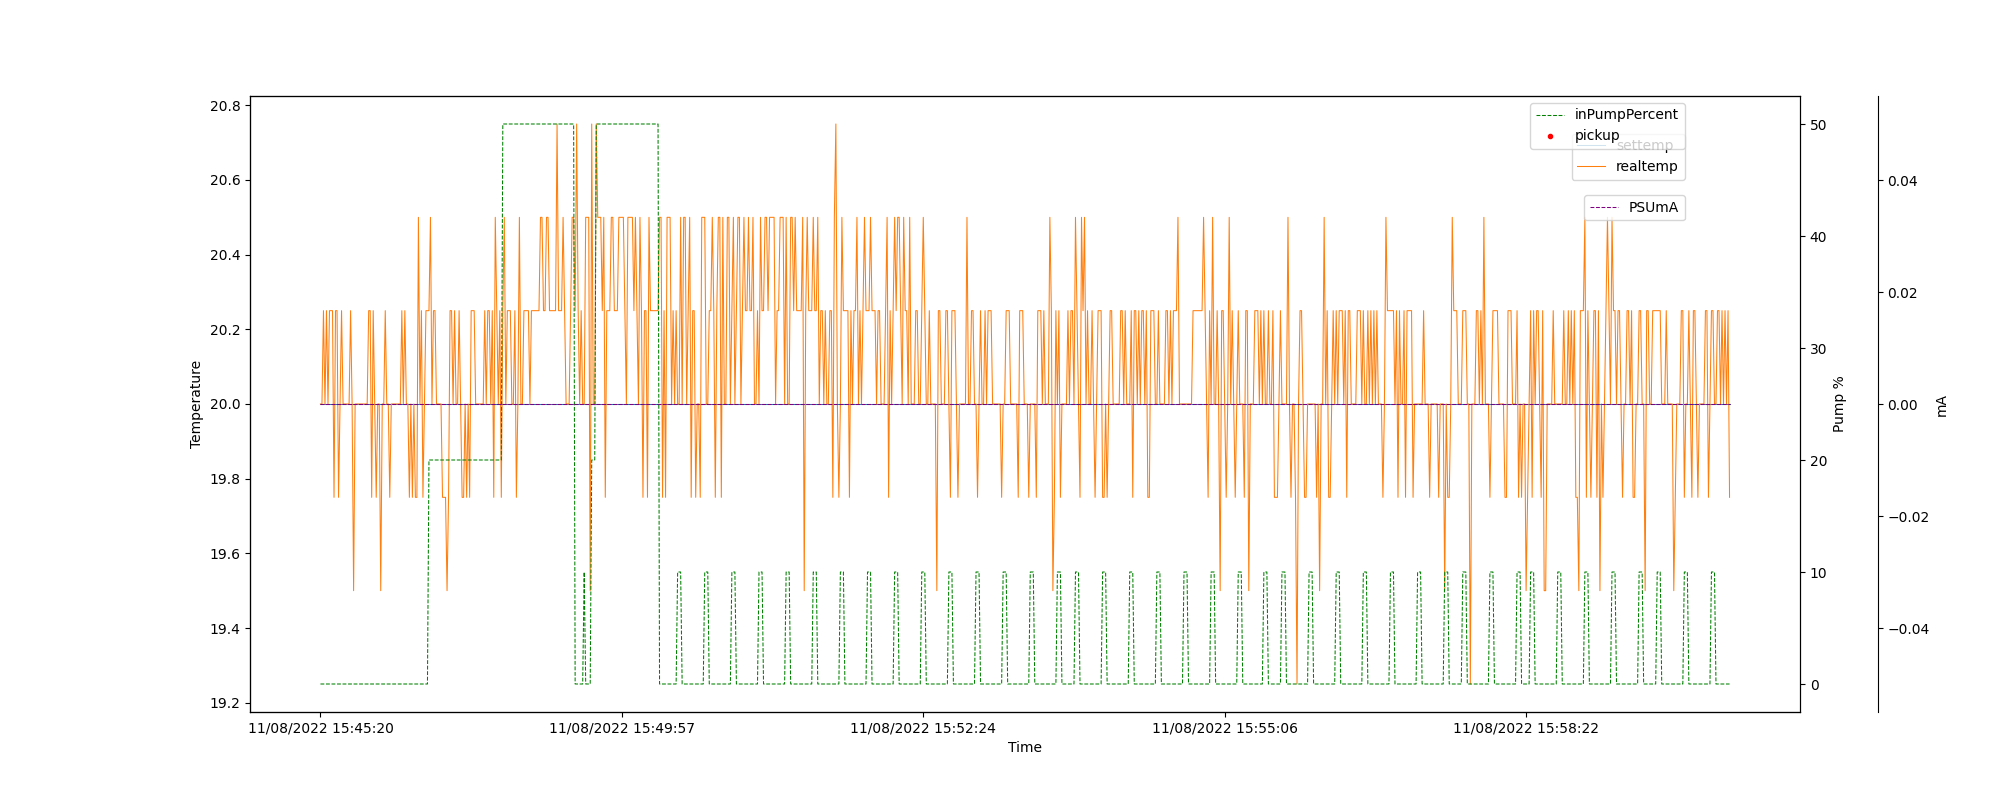 20.8
20.6
20.4
20.2
20.0
19.8
19.6
19.4
19.2
Temperature
11/08/2022 15:45:20
11/08/2022 15:49:57
11/08/2022 15:52:24
11/08/2022 15:55:06
11/08/2022 15:58:22
Time
inPumpPercent
pickup
settemp
realtemp
PSUmA
50
40
30
20
10
0
Pump %
0.04
0.02
0.00
−0.02
−0.04
mA